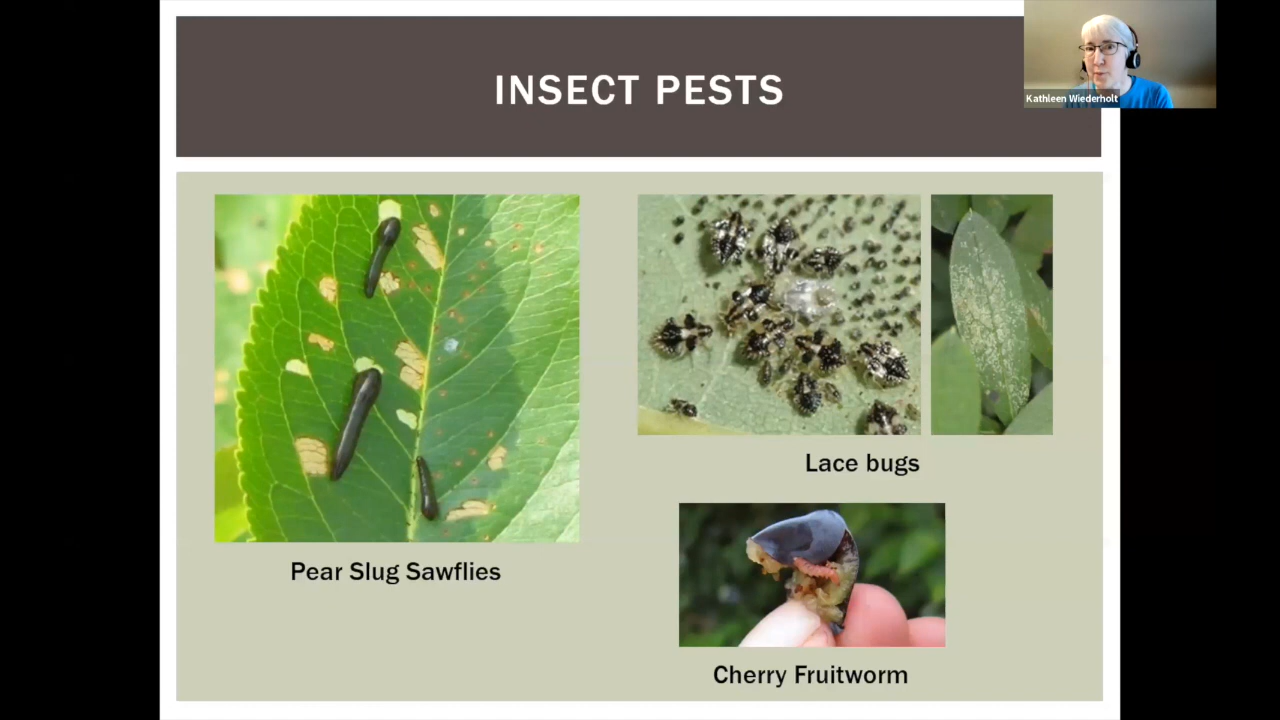 INSECT PESTS
Kathleen Wiederholt
Lace bugs
Pear Slug Sawflies
Cherry Fruitworm